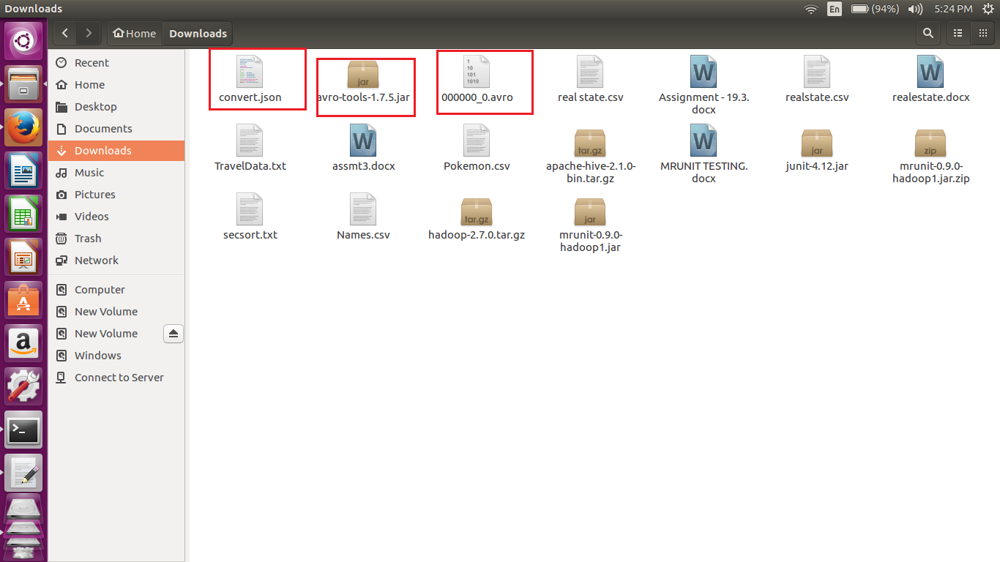 Downloads
En
(94%)
5:24 PM
Home
Downloads
Recent
Home
Desktop
Documents
Downloads
Music
Pictures
Videos
Trash
Network
Computer
New Volume
New Volume
Windows
Connect to Server
convert.json
jar
avro-tools-1.7.5.jar
1
10
101
1010
000000_0.avro
real state.csv
W
Assignment - 19.3.
docx
realstate.csv
W
realestate.docx
TravelData.txt
W
assmt3.docx
Pokemon.csv
tar.gz
apache-hive-2.1.0-
bin.tar.gz
W
MRUNIT TESTING.
docx
jar
junit-4.12.jar
zip
mrunit-0.9.0-
hadoop1.jar.zip
secsort.txt
Names.csv
tar.gz
hadoop-2.7.0.tar.gz
jar
mrunit-0.9.0-
hadoop1.jar
A
a
>_